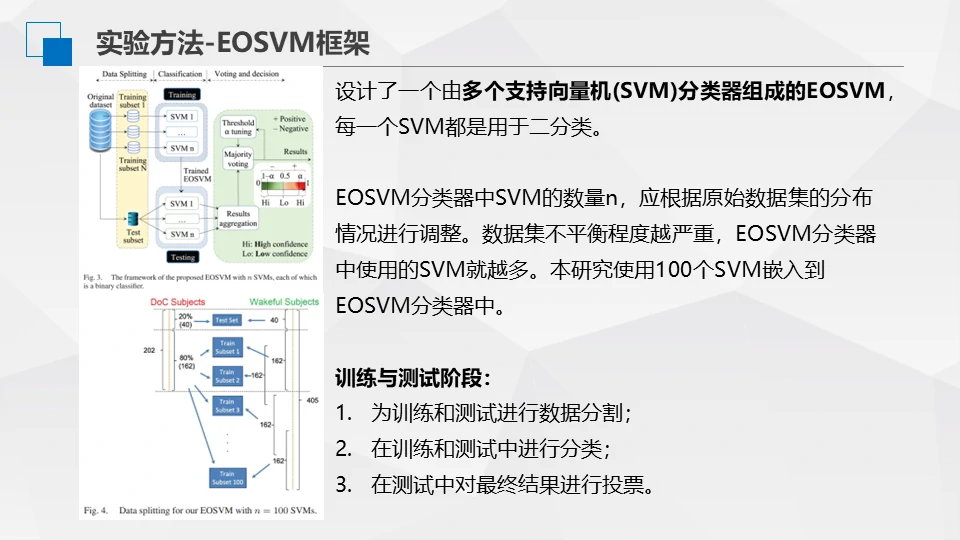 实验方法-EOSVM框架
Data Splitting
Classification
Voting and decision
Original
dataset
Training
subset 1
Training
SVM 1
...
SVM n
Training
subset N
Trained
EOSVM
Test
subset
SVM 1
...
SVM n
Testing
Threshold
α tuning
+ Positive
– Negative
Results
Majority
voting
– +
1-α 0.5 α
0 1
Hi Lo Hi
Results
aggregation
Hi: High confidence
Lo: Low confidence
Fig. 3. The framework of the proposed EOSVM with n SVMs, each of which
is a binary classifier.
DoC Subjects
Wakeful Subjects
20%
(40)
Test Set
40
202
80%
(162)
Train
Subset 1
162
Train
Subset 2
162
405
Train
Subset 3
162
162
Train
Subset 100
Fig. 4. Data splitting for our EOSVM with n = 100 SVMs.
设计了一个由多个支持向量机(SVM)分类器组成的EOSVM，
每一个SVM都是用于二分类。
EOSVM分类器中SVM的数量n，应根据原始数据集的分布
情况进行调整。数据集不平衡程度越严重，EOSVM分类器
中使用的SVM就越多。本研究使用100个SVM嵌入到
EOSVM分类器中。
训练与测试阶段：
1. 为训练和测试进行数据分割；
2. 在训练和测试中进行分类；
3. 在测试中对最终结果进行投票。